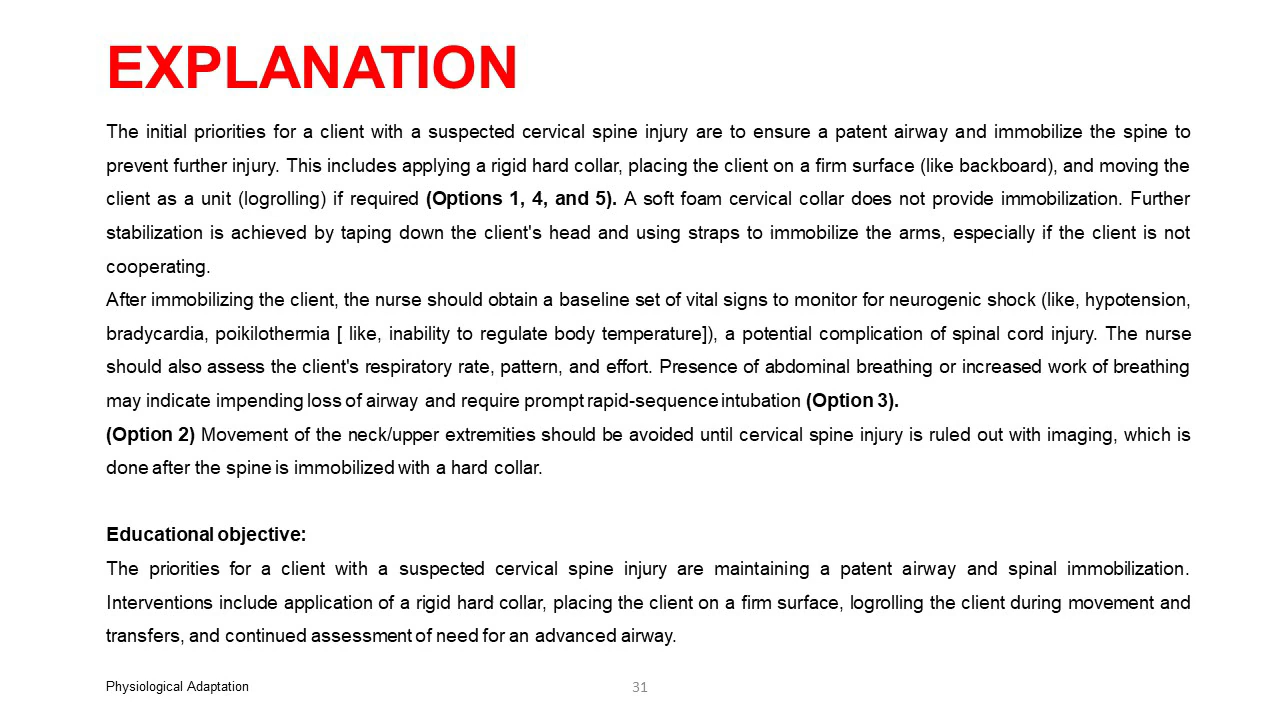 EXPLANATION
The initial priorities for a client with a suspected cervical spine injury are to ensure a patent airway and immobilize the spine to
prevent further injury. This includes applying a rigid hard collar, placing the client on a firm surface (like backboard), and moving the
client as a unit (logrolling) if required (Options 1, 4, and 5). A soft foam cervical collar does not provide immobilization. Further
stabilization is achieved by taping down the client's head and using straps to immobilize the arms, especially if the client is not
cooperating.
After immobilizing the client, the nurse should obtain a baseline set of vital signs to monitor for neurogenic shock (like, hypotension,
bradycardia, poikilothermia [ like, inability to regulate body temperature]), a potential complication of spinal cord injury. The nurse
should also assess the client's respiratory rate, pattern, and effort. Presence of abdominal breathing or increased work of breathing
may indicate impending loss of airway and require prompt rapid-sequence intubation (Option 3).
(Option 2) Movement of the neck/upper extremities should be avoided until cervical spine injury is ruled out with imaging, which is
done after the spine is immobilized with a hard collar.
Educational objective:
The priorities for a client with a suspected cervical spine injury are maintaining a patent airway and spinal immobilization.
Interventions include application of a rigid hard collar, placing the client on a firm surface, logrolling the client during movement and
transfers, and continued assessment of need for an advanced airway.
Physiological Adaptation
31